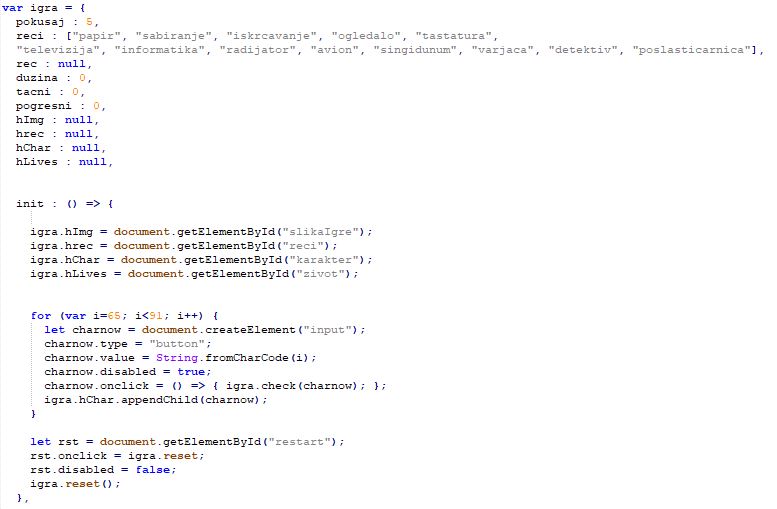 var igra = {
pokusaj : 5,
reci : ["papir", "sabiranje", "iskrcavanje", "ogledalo", "tastatura",
"televizija", "informatika", "radijator", "avion", "singidunum", "varjaca", "detektiv", "poslasticarnica"],
rec : null,
duzina : 0,
tacni : 0,
pogresni : 0,
hImg : null,
hrec : null,
hChar : null,
hLives : null,
init : () => {
igra.hImg = document.getElementById("slikaIgre");
igra.hrec = document.getElementById("reci");
igra.hChar = document.getElementById("karakter");
igra.hLives = document.getElementById("zivot");
for (var i=65; i<91; i++) {
let charnow = document.createElement("input");
charnow.type = "button";
charnow.value = String.fromCharCode(i);
charnow.disabled = true;
charnow.onclick = () => { igra.check(charnow); };
igra.hChar.appendChild(charnow);
}
let rst = document.getElementById("restart");
rst.onclick = igra.reset;
rst.disabled = false;
igra.reset();
},